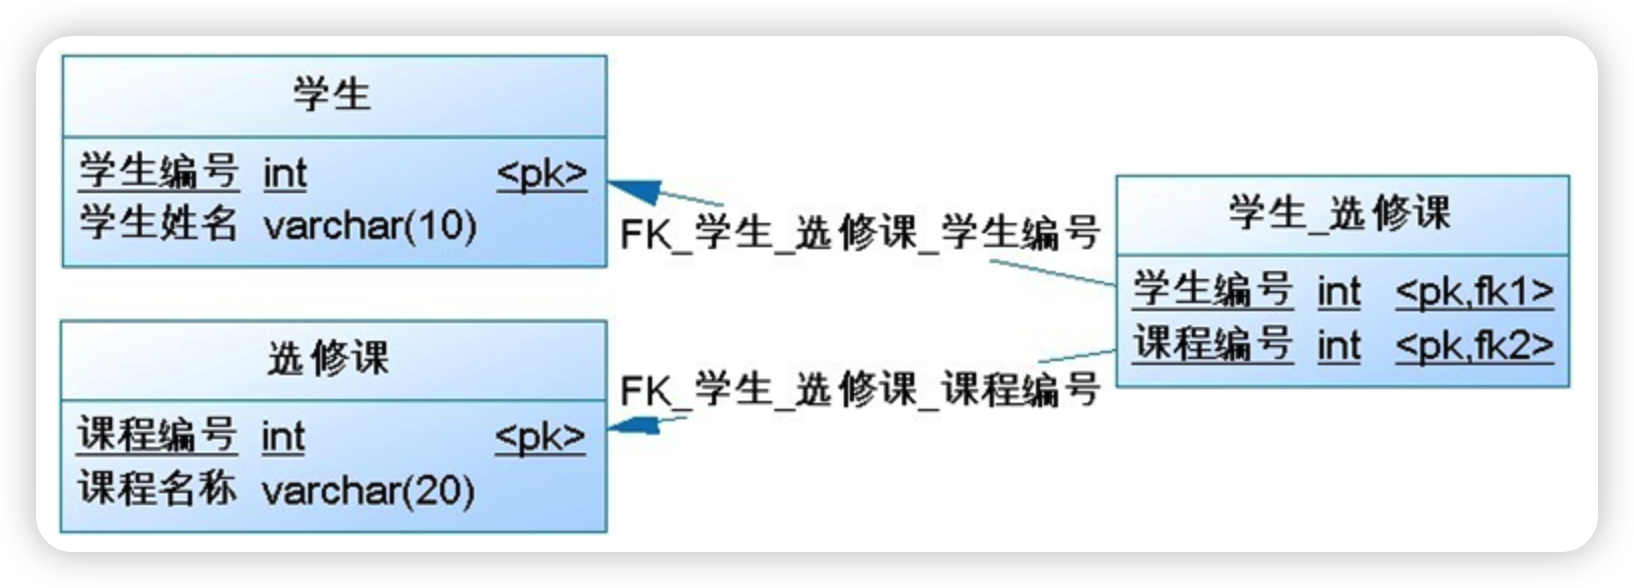 学生
学生编号 int <pk>
学生姓名 varchar(10)
选修课
课程编号 int <pk>
课程名称 varchar(20)
FK_学生_选修课_学生编号
FK_学生_选修课_课程编号
学生_选修课
学生编号 int <pk,fk1>
课程编号 int <pk,fk2>